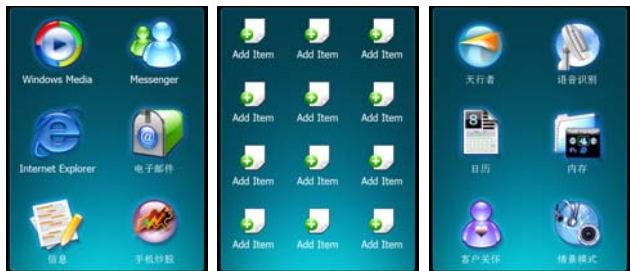 Windows Media Messenger
Internet Explorer 电子邮件
信息 手机炒股
Add Item Add Item Add Item
Add Item Add Item Add Item
Add Item Add Item Add Item
Add Item Add Item Add Item
天行者 语音识别
8
日历 内存
客户关怀 情景模式